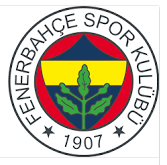 FENERBAHÇE SPOR KULÜBÜ
1907